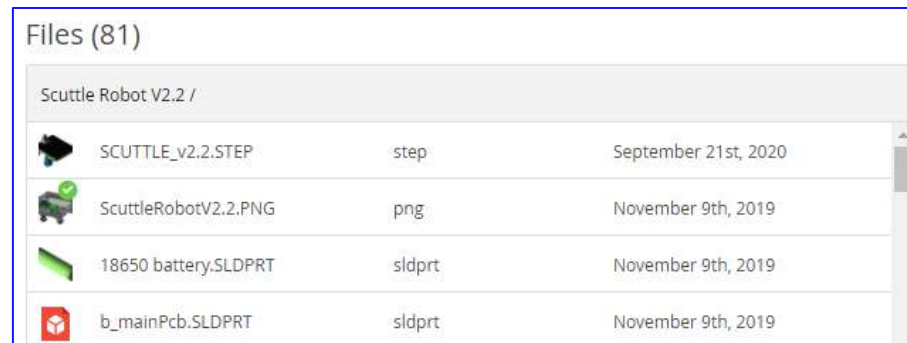 Files (81)
Scuttle Robot V2.2 /
SCUTTLE_v2.2.STEP step September 21st, 2020
ScuttleRobotV2.2.PNG png November 9th, 2019
18650 battery.SLDPRT sldprt November 9th, 2019
b_mainPcb.SLDPRT sldprt November 9th, 2019